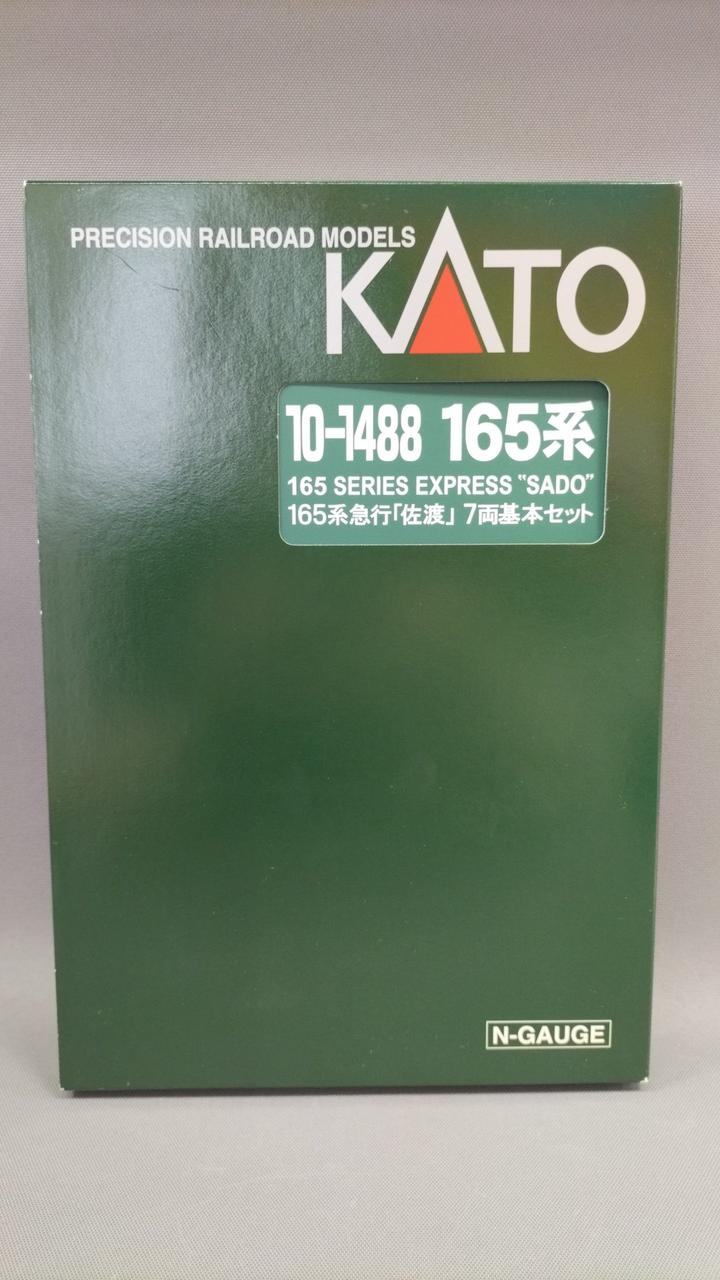 PRECISION RAILROAD MODELS
KATO
10-1488 165系
165 SERIES EXPRESS "SADO"
165系急行「佐渡」 7両基本セット
N-GAUGE